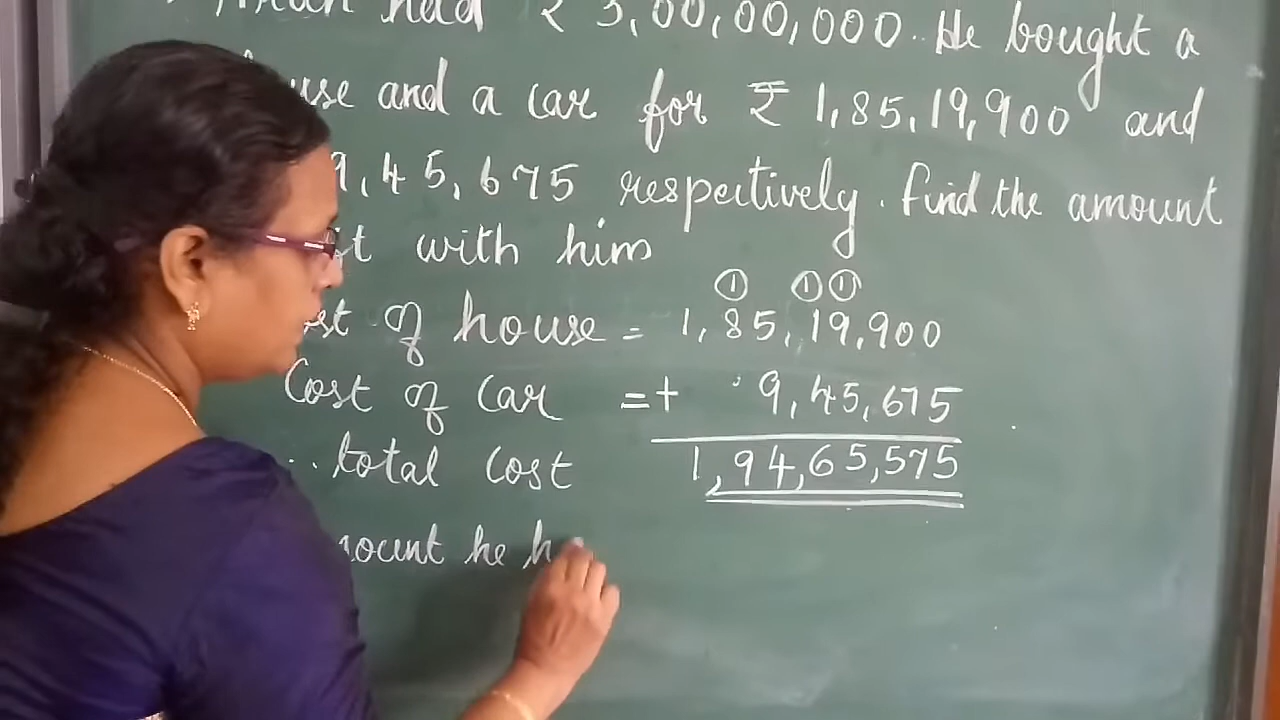 had ₹ 3,00,00,000. He bought a
and a car for ₹ 1,85,19,900 and
9,45,675 respectively. Find the amount
with him
① ① ①
of house = 1,85,19,900
Cost of Car = + 9,45,675
total Cost 1,94,65,575
he